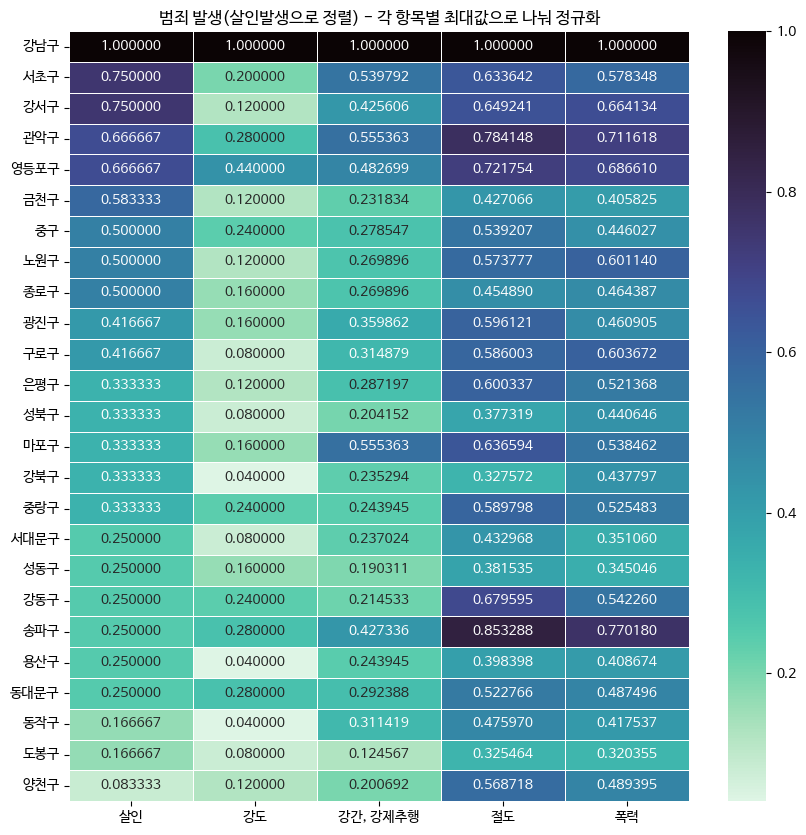 범죄 발생(살인발생으로 정렬) - 각 항목별 최대값으로 나눠 정규화
강남구 1.000000 1.000000 1.000000 1.000000 1.000000
서초구 0.750000 0.200000 0.539792 0.633642 0.578348
강서구 0.750000 0.120000 0.425606 0.649241 0.664134
관악구 0.666667 0.280000 0.555363 0.784148 0.711618
영등포구 0.666667 0.440000 0.482699 0.721754 0.686610
금천구 0.583333 0.120000 0.231834 0.427066 0.405825
중구 0.500000 0.240000 0.278547 0.539207 0.446027
노원구 0.500000 0.120000 0.269896 0.573777 0.601140
종로구 0.500000 0.160000 0.269896 0.454890 0.464387
광진구 0.416667 0.160000 0.359862 0.596121 0.460905
구로구 0.416667 0.080000 0.314879 0.586003 0.603672
은평구 0.333333 0.120000 0.287197 0.600337 0.521368
성북구 0.333333 0.080000 0.204152 0.377319 0.440646
마포구 0.333333 0.160000 0.555363 0.636594 0.538462
강북구 0.333333 0.040000 0.235294 0.327572 0.437797
중랑구 0.333333 0.240000 0.243945 0.589798 0.525483
서대문구 0.250000 0.080000 0.237024 0.432968 0.351060
성동구 0.250000 0.160000 0.190311 0.381535 0.345046
강동구 0.250000 0.240000 0.214533 0.679595 0.542260
송파구 0.250000 0.280000 0.427336 0.853288 0.770180
용산구 0.250000 0.040000 0.243945 0.398398 0.408674
동대문구 0.250000 0.280000 0.292388 0.522766 0.487496
동작구 0.166667 0.040000 0.311419 0.475970 0.417537
도봉구 0.166667 0.080000 0.124567 0.325464 0.320355
양천구 0.083333 0.120000 0.200692 0.568718 0.489395
살인 강도 강간, 강제추행 절도 폭력
1.0
0.8
0.6
0.4
0.2